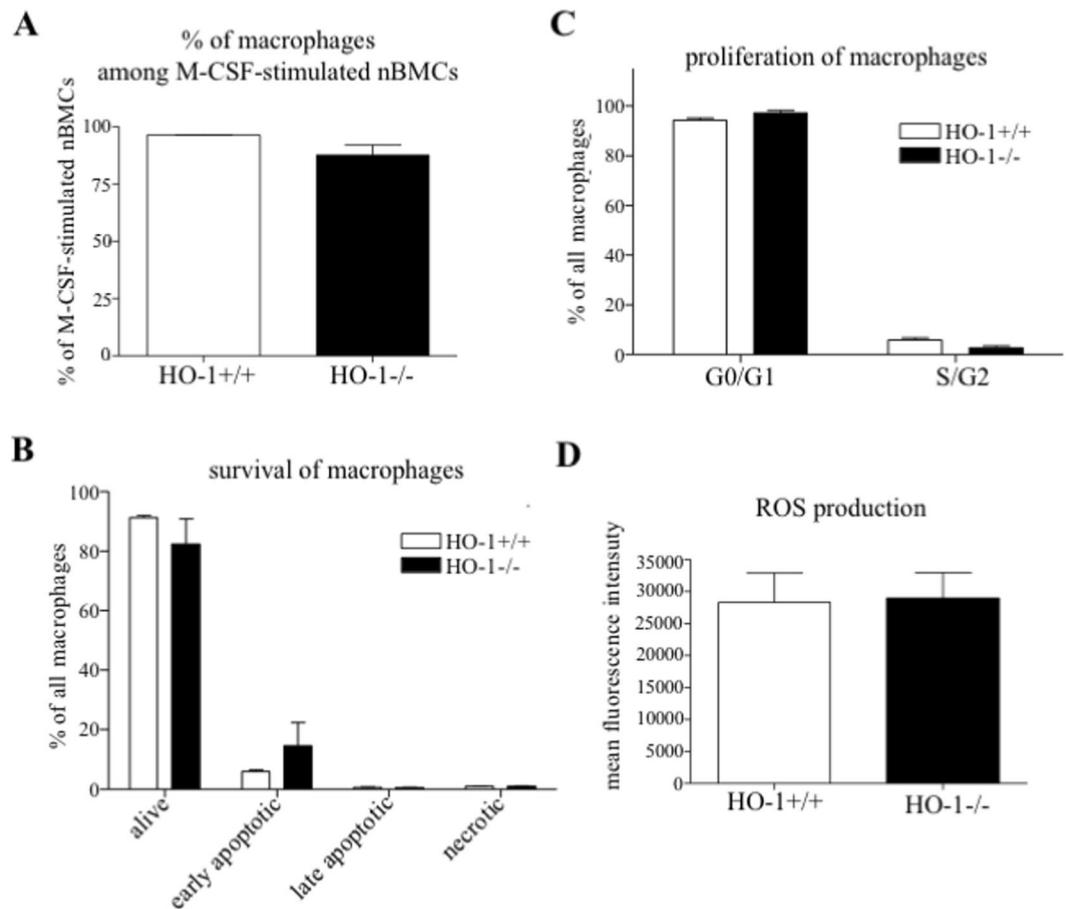 A
% of macrophages
among M-CSF-stimulated nBMCs
% of M-CSF-stimulated nBMCs
100
75
50
25
0
HO-1+/+
HO-1-/-
B
survival of macrophages
% of all macrophages
100
80
60
40
20
0
HO-1+/+
HO-1-/-
alive
early apoptotic
late apoptotic
necrotic
C
proliferation of macrophages
% of all macrophages
100
80
60
40
20
0
HO-1+/+
HO-1-/-
G0/G1
S/G2
D
ROS production
mean fluorescence intensuty
35000
30000
25000
20000
15000
10000
5000
0
HO-1+/+
HO-1-/-